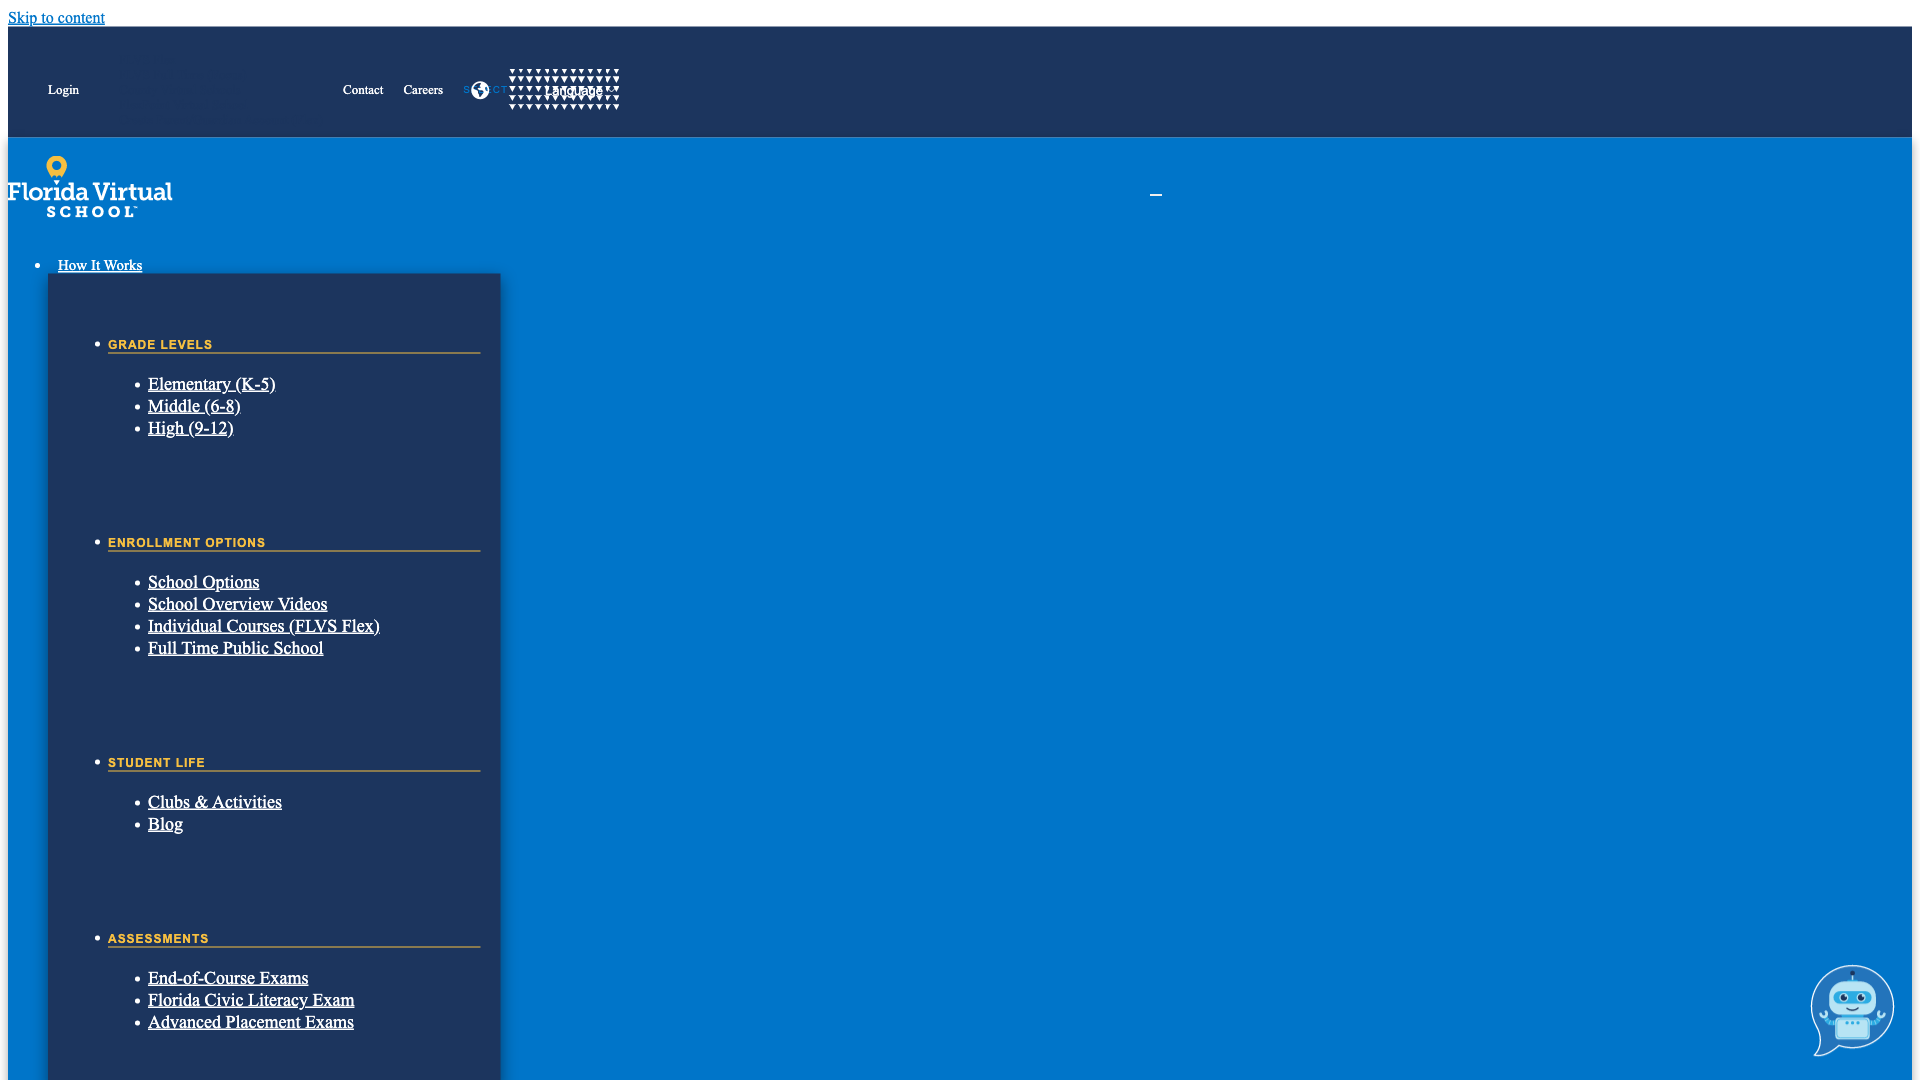 Skip to content
Login
Contact
Careers
Language
Florida Virtual
SCHOOL
How It Works
GRADE LEVELS
Elementary (K-5)
Middle (6-8)
High (9-12)
ENROLLMENT OPTIONS
School Options
School Overview Videos
Individual Courses (FLVS Flex)
Full Time Public School
STUDENT LIFE
Clubs & Activities
Blog
ASSESSMENTS
End-of-Course Exams
Florida Civic Literacy Exam
Advanced Placement Exams